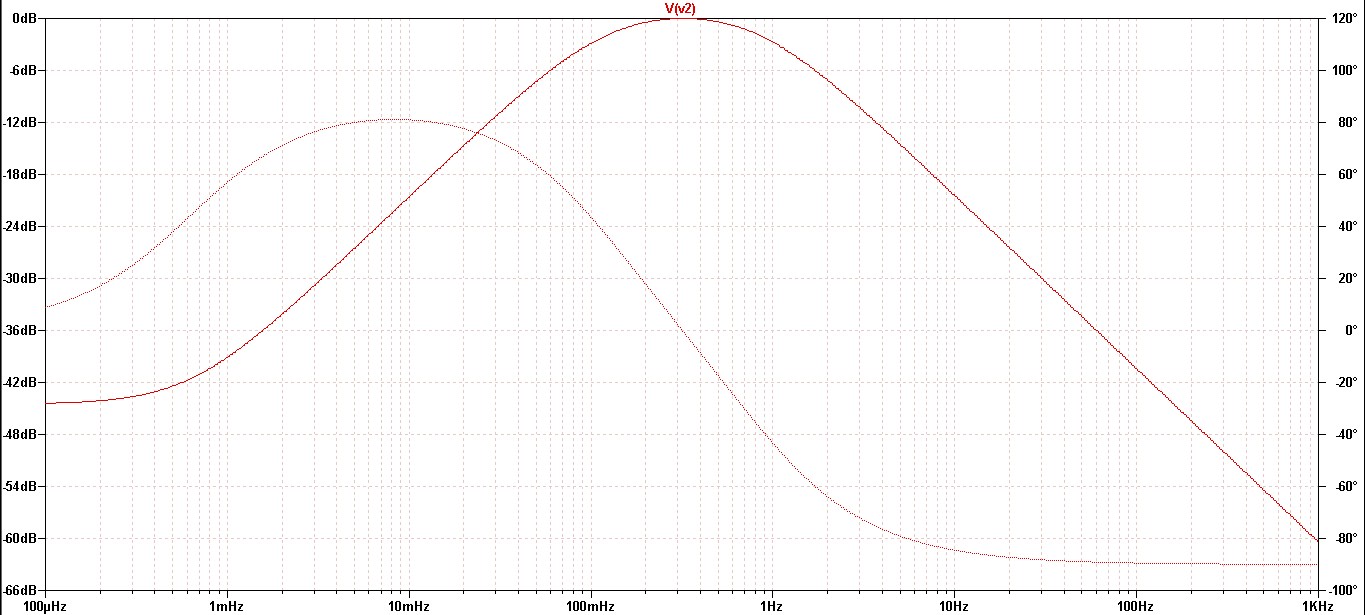 V(v2)
0dB 120°
-6dB 100°
-12dB 80°
-18dB 60°
-24dB 40°
-30dB 20°
-36dB 0°
-42dB -20°
-48dB -40°
-54dB -60°
-60dB -80°
-66dB -100°
100µHz 1mHz 10mHz 100mHz 1Hz 10Hz 100Hz 1KHz